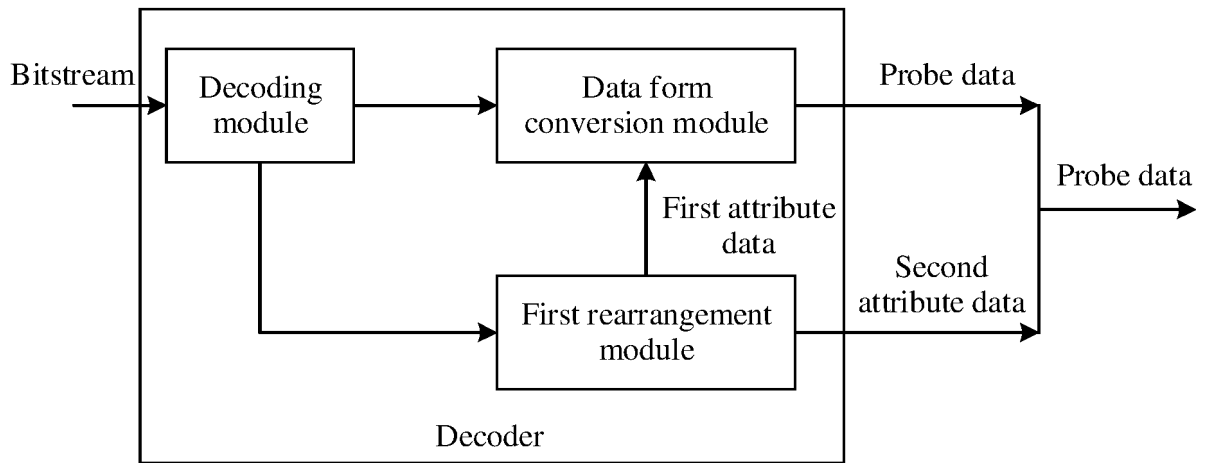 Bitstream
Decoding
module
Data form
conversion module
Probe data
Probe data
First attribute
data
Second
attribute data
First rearrangement
module
Decoder